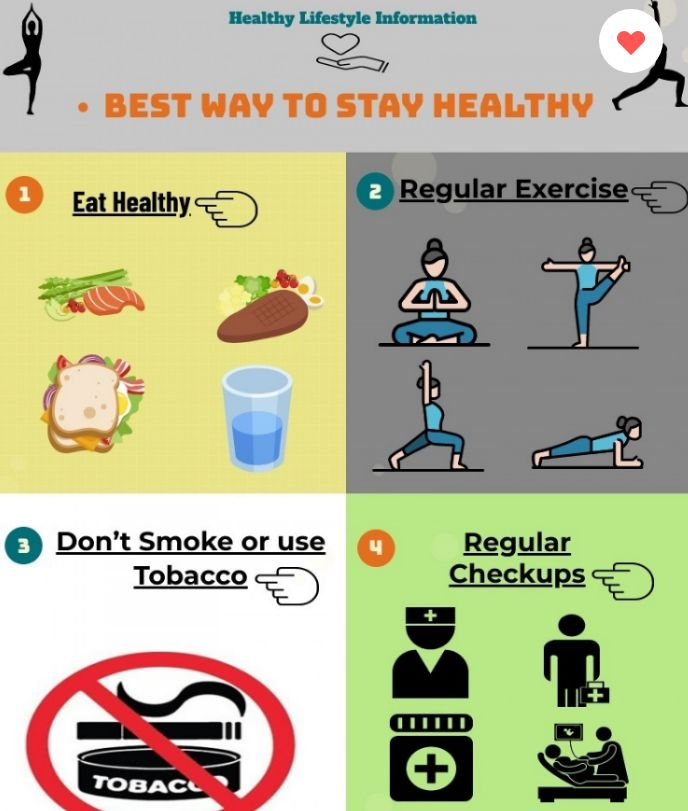 Healthy Lifestyle Information
• BEST WAY TO STAY HEALTHY
1
Eat Healthy
2
Regular Exercise
3
Don't Smoke or use
Tobacco
4
Regular
Checkups
TOBACCO